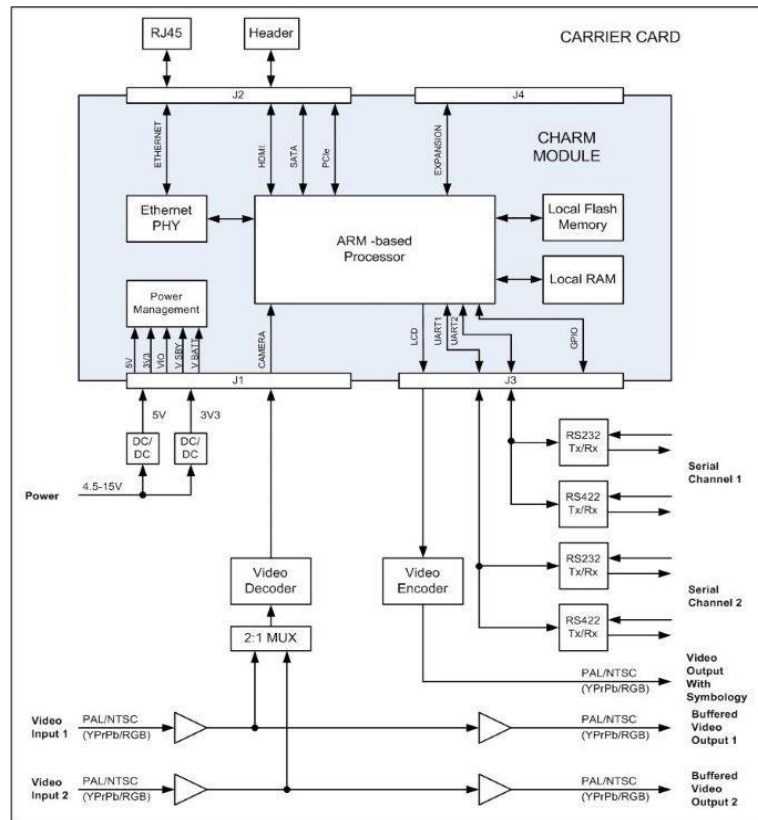 CARRIER CARD
RJ45
Header
J2
J4
CHARM
MODULE
ETHERNET
HDMI
SATA
PCIe
EXPANSION
Ethernet
PHY
ARM -based
Processor
Local Flash
Memory
Local RAM
Power
Management
5V
3V3
VIO
V SBY
V BATT
CAMERA
LCD
UART1
UART2
GPIO
J1
J3
5V
3V3
DC/
DC
DC/
DC
Power
4.5-15V
RS232
Tx/Rx
Serial
Channel 1
RS422
Tx/Rx
Video
Decoder
Video
Encoder
RS232
Tx/Rx
Serial
Channel 2
RS422
Tx/Rx
2:1 MUX
PAL/NTSC
(YPrPb/RGB)
Video
Output
With
Symbology
Video
Input 1
PAL/NTSC
(YPrPb/RGB)
PAL/NTSC
(YPrPb/RGB)
Buffered
Video
Output 1
Video
Input 2
PAL/NTSC
(YPrPb/RGB)
PAL/NTSC
(YPrPb/RGB)
Buffered
Video
Output 2